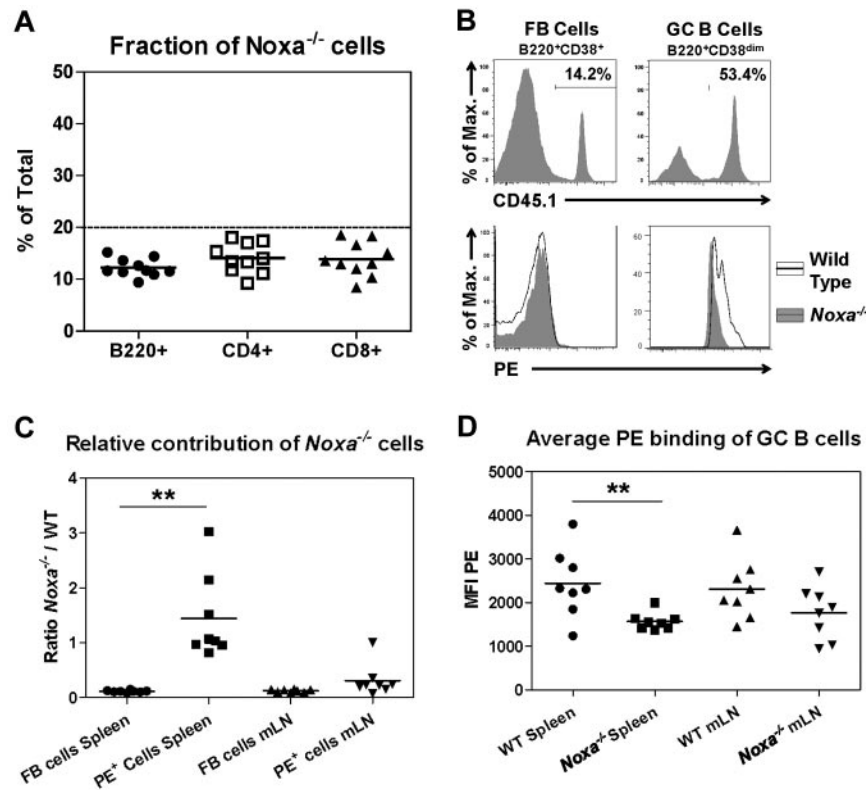 A
Fraction of Noxa-/- cells
% of Total
50
40
30
20
10
0
B220+ CD4+ CD8+
B
FB Cells GC B Cells
B220+CD38+ B220+CD38dim
14.2% 53.4%
% of Max.
CD45.1
% of Max.
PE
Wild
Type
Noxa-/-
C
Relative contribution of Noxa-/- cells
Ratio Noxa-/- / WT
4
3
2
1
0
**
FB cells Spleen
PE+ Cells Spleen
FB cells mLN
PE+ cells mLN
D
Average PE binding of GC B cells
MFI PE
5000
4000
3000
2000
1000
0
**
WT Spleen
Noxa-/- Spleen
WT mLN
Noxa-/- mLN